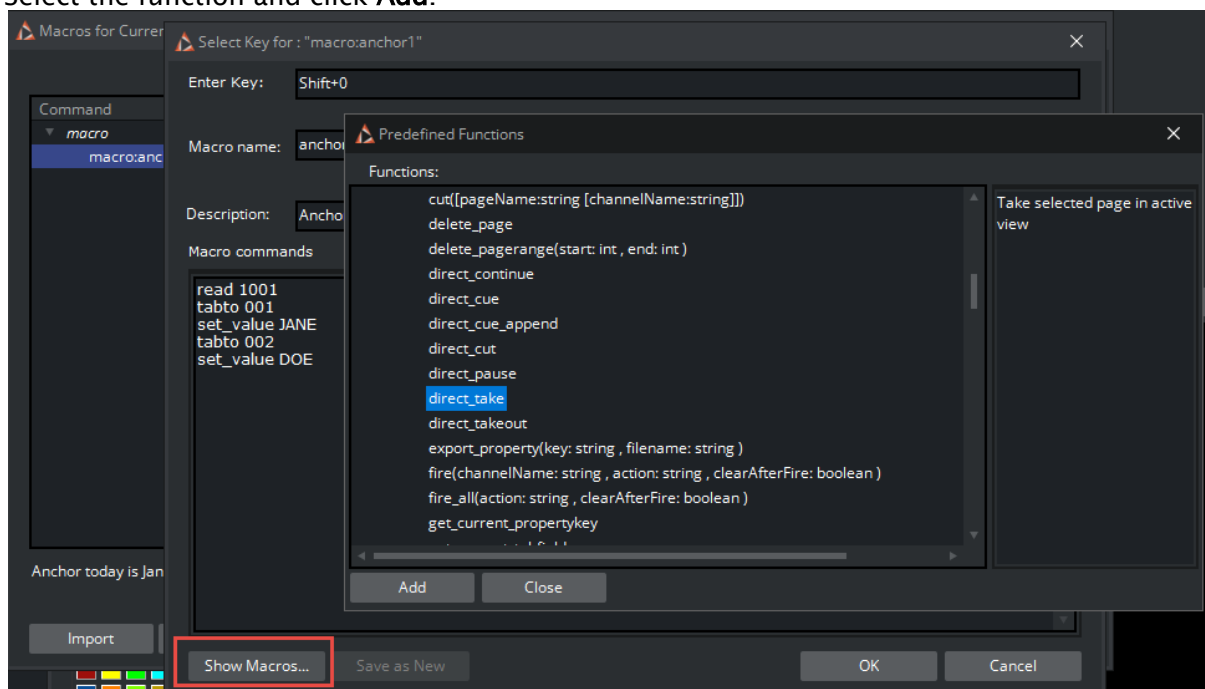 Select the function and click Add.
Macros for Currer
Select Key for : "macro:anchor1"
Enter Key: Shift+0
Command
macro
macro:anc
Macro name: anchor
Predefined Functions
Functions:
cut([pageName:string [channelName:string]])
delete_page
delete_pagerange(start: int , end: int )
direct_continue
direct_cue
direct_cue_append
direct_cut
direct_pause
direct_take
direct_takeout
export_property(key: string , filename: string )
fire(channelName: string , action: string , clearAfterFire: boolean )
fire_all(action: string , clearAfterFire: boolean )
get_current_propertykey
Take selected page in active
view
Description: Ancho
Macro commands
read 1001
tabto 001
set_value JANE
tabto 002
set_value DOE
Add Close
Anchor today is Jan
Import
Show Macros... Save as New OK Cancel